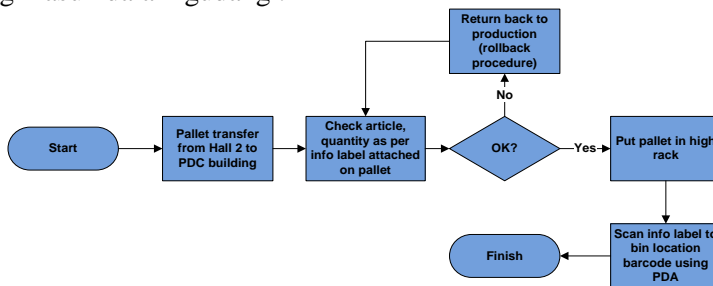 Return back to
production
(rollback
procedure)
No
Start
Pallet transfer
from Hall 2 to
PDC building
Check article,
quantity as per
info label attached
on pallet
OK?
Yes
Put pallet in high
rack
Scan info label to
bin location
barcode using
PDA
Finish